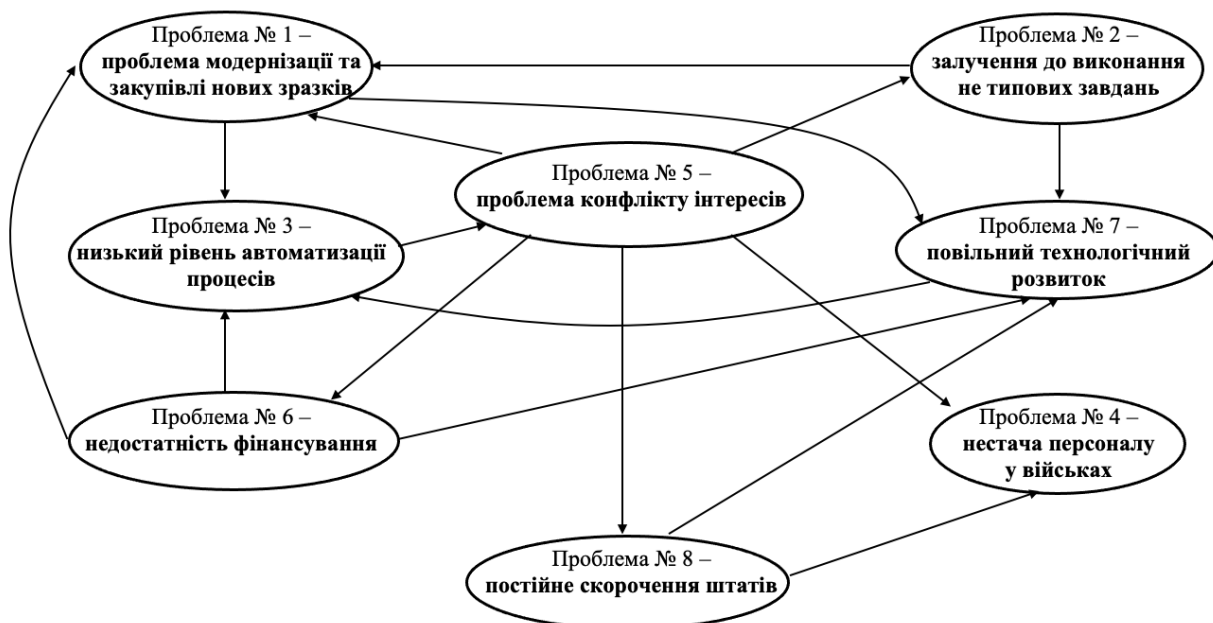 Проблема № 1 –
проблема модернізації та
закупівлі нових зразків
Проблема № 2 –
залучення до виконання
не типових завдань
Проблема № 5 –
проблема конфлікту інтересів
Проблема № 3 –
низький рівень автоматизації
процесів
Проблема № 7 –
повільний технологічний
розвиток
Проблема № 6 –
недостатність фінансування
Проблема № 4 –
нестача персоналу
у військах
Проблема № 8 –
постійне скорочення штатів